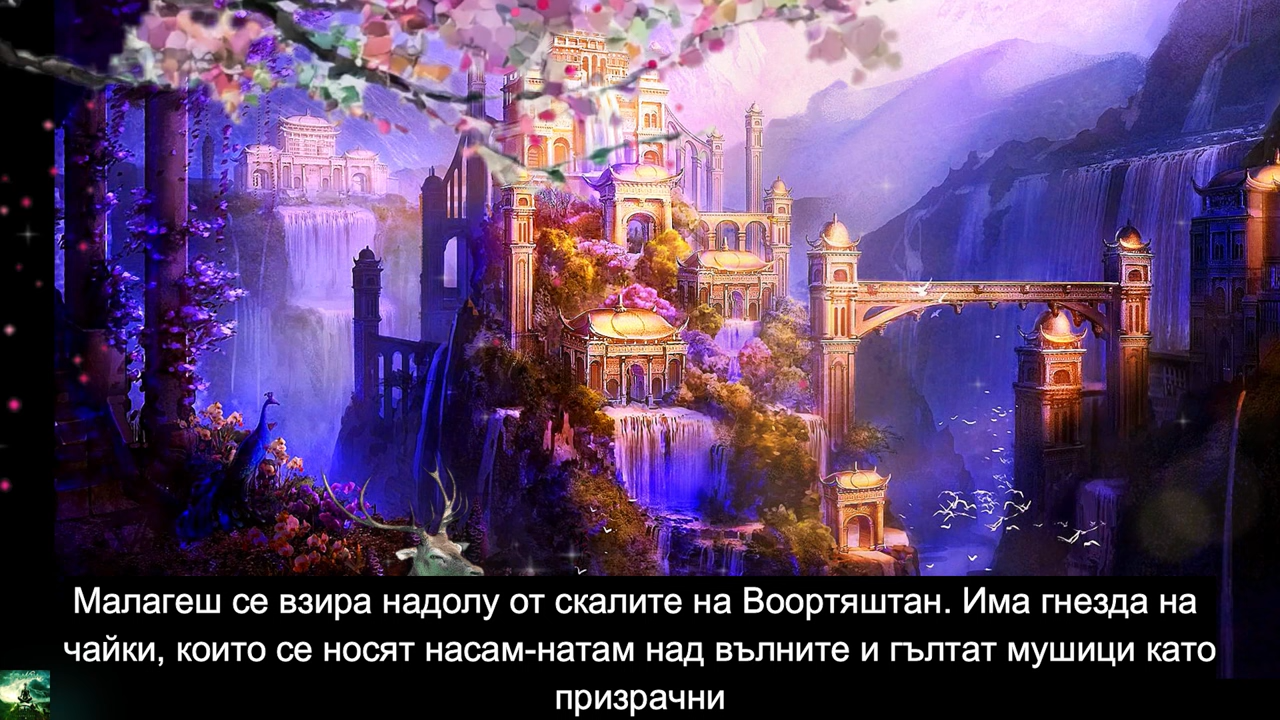 Малагеш се взира надолу от скалите на Воортяштан. Има гнезда на
чайки, които се носят насам-натам над вълните и гълтат мушици като
призрачни